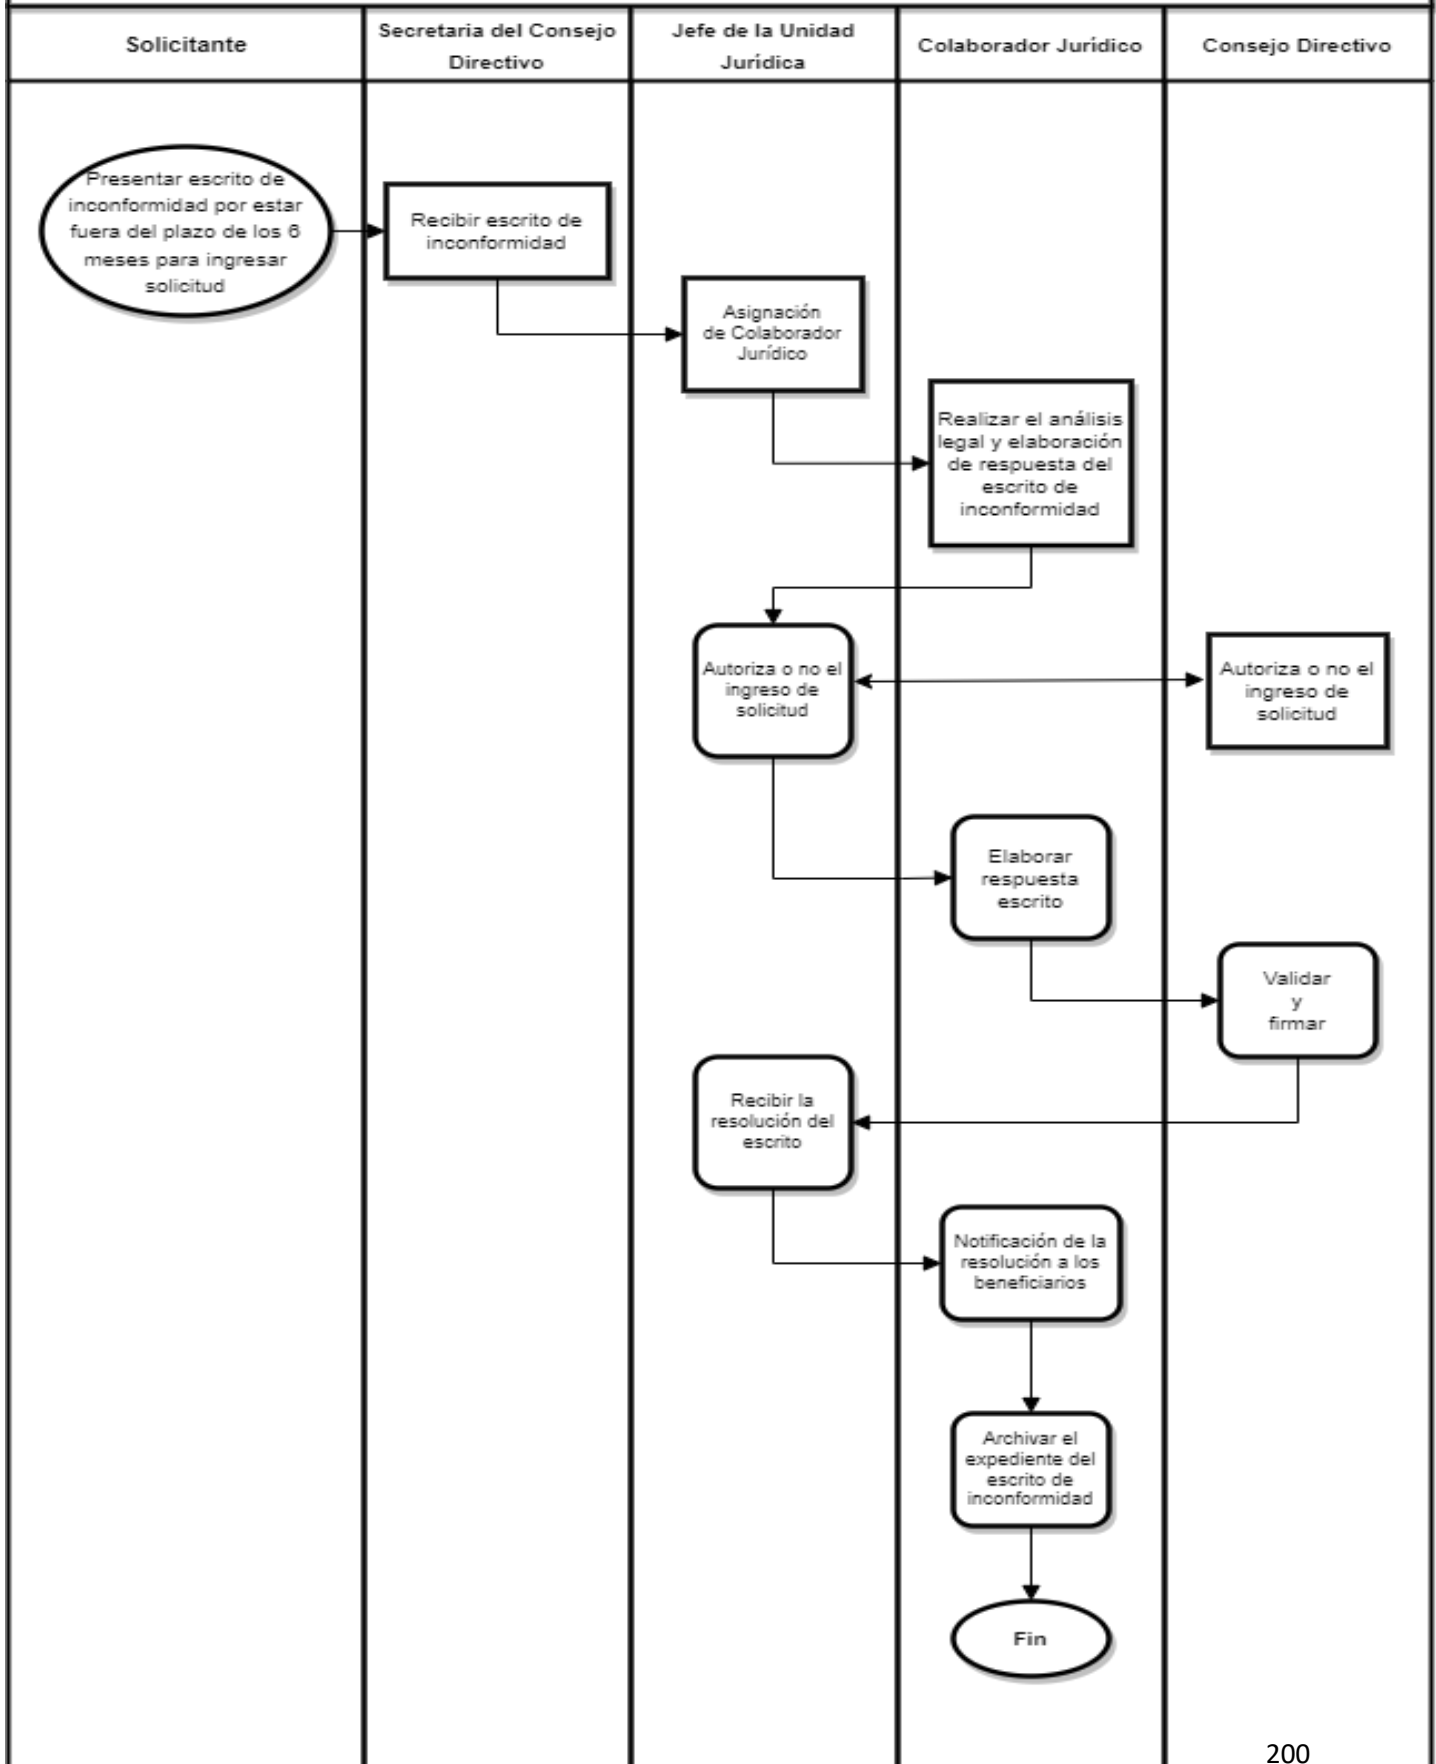 Solicitante
Secretaria del Consejo
Directivo
Jefe de la Unidad
Jurídica
Colaborador Jurídico
Consejo Directivo
Presentar escrito de
inconformidad por estar
fuera del plazo de los 6
meses para ingresar
solicitud
Recibir escrito de
inconformidad
Asignación
de Colaborador
Jurídico
Realizar el análisis
legal y elaboración
de respuesta del
escrito de
inconformidad
Autoriza o no el
ingreso de
solicitud
Autoriza o no el
ingreso de
solicitud
Elaborar
respuesta
escrito
Validar
y
firmar
Recibir la
resolución del
escrito
Notificación de la
resolución a los
beneficiarios
Archivar el
expediente del
escrito de
inconformidad
Fin
200